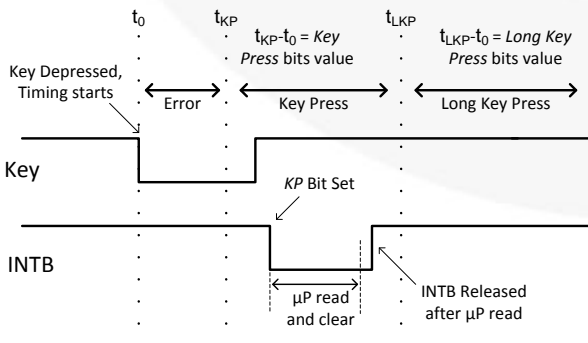 t0 tKP tLKP
tKP-t0 = Key
Press bits value
tLKP-t0 = Long Key
Press bits value
Key Depressed,
Timing starts
Error
Key Press
Long Key Press
Key
KP Bit Set
INTB
µP read
and clear
INTB Released
after µP read